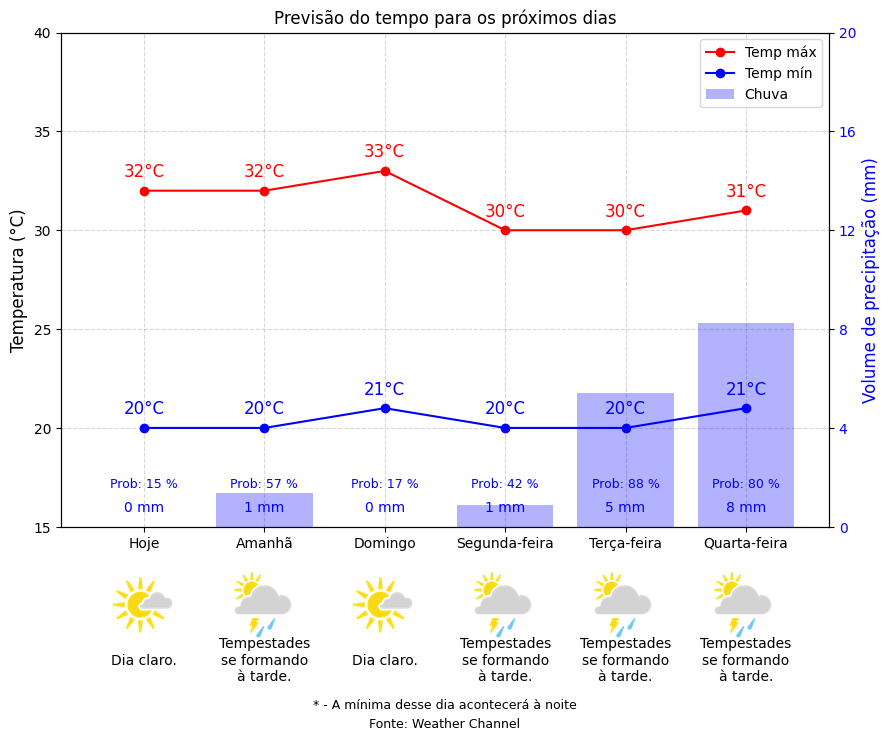 Previsão do tempo para os próximos dias
40
35
30
25
20
15
Temperatura (°C)
20
16
12
8
4
0
Volume de precipitação (mm)
Temp máx
Temp mín
Chuva
32°C 32°C 33°C 30°C 30°C 31°C
20°C 20°C 21°C 20°C 20°C 21°C
Prob: 15 % Prob: 57 % Prob: 17 % Prob: 42 % Prob: 88 % Prob: 80 %
0 mm 1 mm 0 mm 1 mm 5 mm 8 mm
Hoje Amanhã Domingo Segunda-feira Terça-feira Quarta-feira
Dia claro.
Tempestades
se formando
à tarde.
Dia claro.
Tempestades
se formando
à tarde.
Tempestades
se formando
à tarde.
Tempestades
se formando
à tarde.
* - A mínima desse dia acontecerá à noite
Fonte: Weather Channel